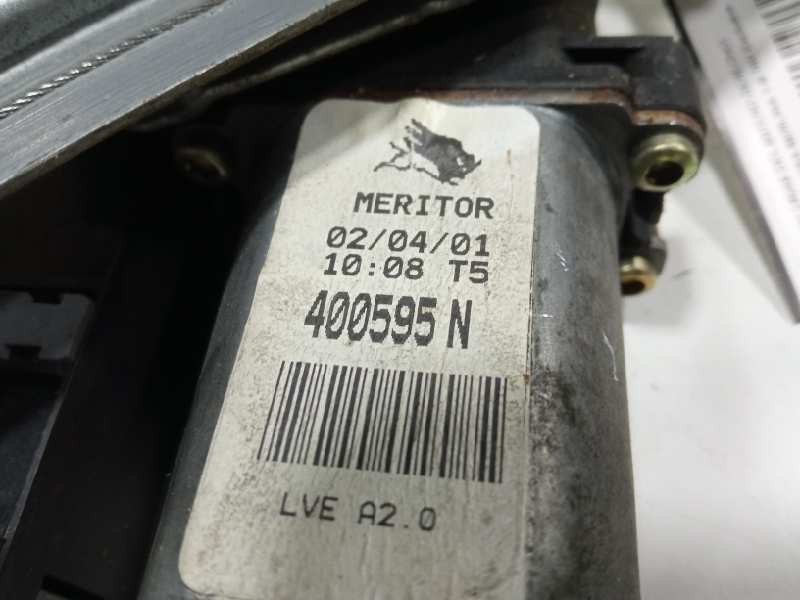 MERITOR
02/04/01
10:08 T5
400595 N
LVE A2.0